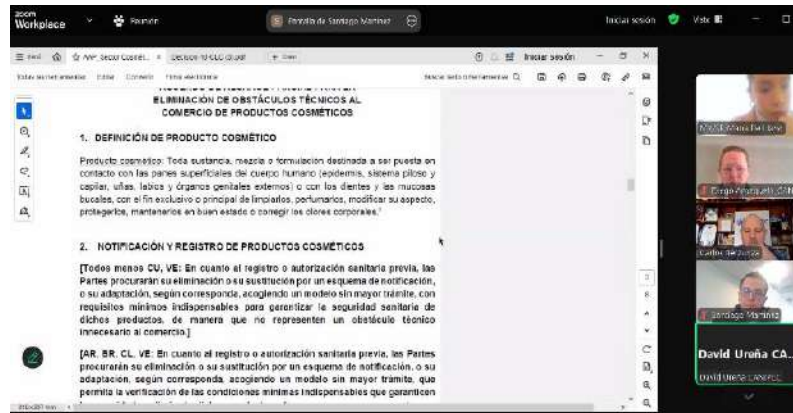 zoom
Workplace
Reunión
Pantalla de Santiago Martinez
Iniciar sesión
Vista
Iniciar sesión
ELIMINACIÓN DE OBSTÁCULOS TÉCNICOS AL
COMERCIO DE PRODUCTOS COSMÉTICOS
1. DEFINICIÓN DE PRODUCTO COSMÉTICO
Producto cosmético: Toda sustancia, mezcla o formulación destinada a ser puesta en
contacto con las partes superficiales del cuerpo humano (epidermis, sistema piloso y
capilar, uñas, labios y órganos genitales externos) o con los dientes y las mucosas
bucales, con el fin exclusivo o principal de limpiarlos, perfumarlos, modificar su aspecto,
protegerlos, mantenerlos en buen estado o corregir los olores corporales.¹
2. NOTIFICACIÓN Y REGISTRO DE PRODUCTOS COSMÉTICOS
[Todos menos CU, VE: En cuanto al registro o autorización sanitaria previa, las
Partes procurarán su eliminación o su sustitución por un esquema de notificación,
o su adaptación, según corresponda, acogiendo un modelo sin mayor trámite, con
requisitos mínimos indispensables para garantizar la seguridad sanitaria de
dichos productos, de manera que no representen un obstáculo técnico
innecesario al comercio.]
[AR, BR, CL, VE: En cuanto al registro o autorización sanitaria previa, las Partes
procurarán su eliminación o su sustitución por un esquema de notificación, o su
adaptación, según corresponda, acogiendo un modelo sin mayor trámite, que
permita la verificación de las condiciones mínimas indispensables que garanticen
Santiago Martinez
David Ureña CA...